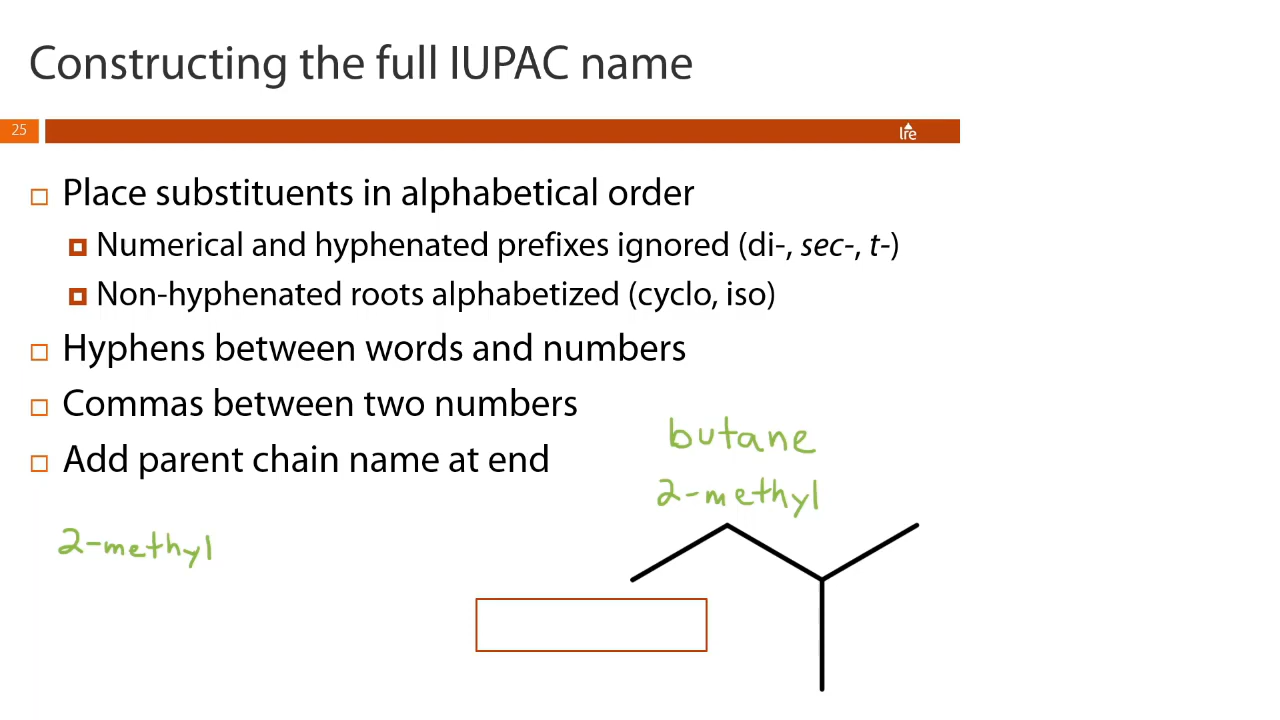 Constructing the full IUPAC name
25
lre
Place substituents in alphabetical order
Numerical and hyphenated prefixes ignored (di-, sec-, t-)
Non-hyphenated roots alphabetized (cyclo, iso)
Hyphens between words and numbers
Commas between two numbers
Add parent chain name at end
butane
2-methyl
2-methyl